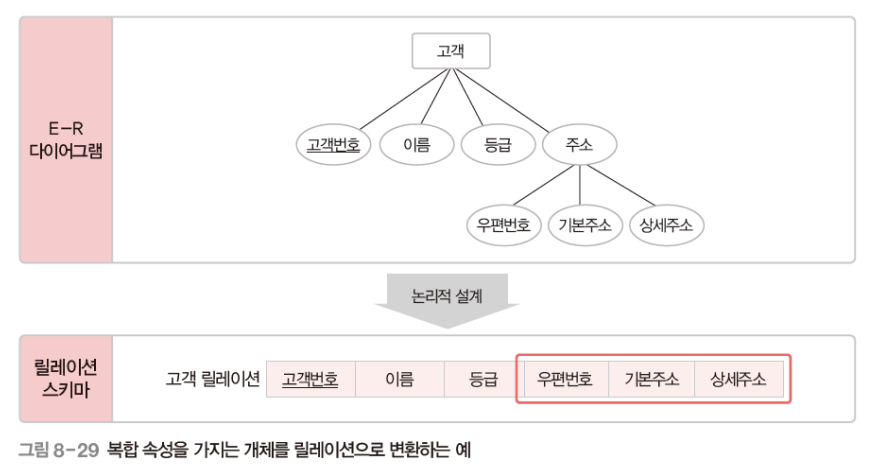 E-R
다이어그램
고객
고객번호 이름 등급 주소
우편번호 기본주소 상세주소
논리적 설계
릴레이션
스키마
고객 릴레이션 고객번호 이름 등급 우편번호 기본주소 상세주소
그림 8-29 복합 속성을 가지는 개체를 릴레이션으로 변환하는 예